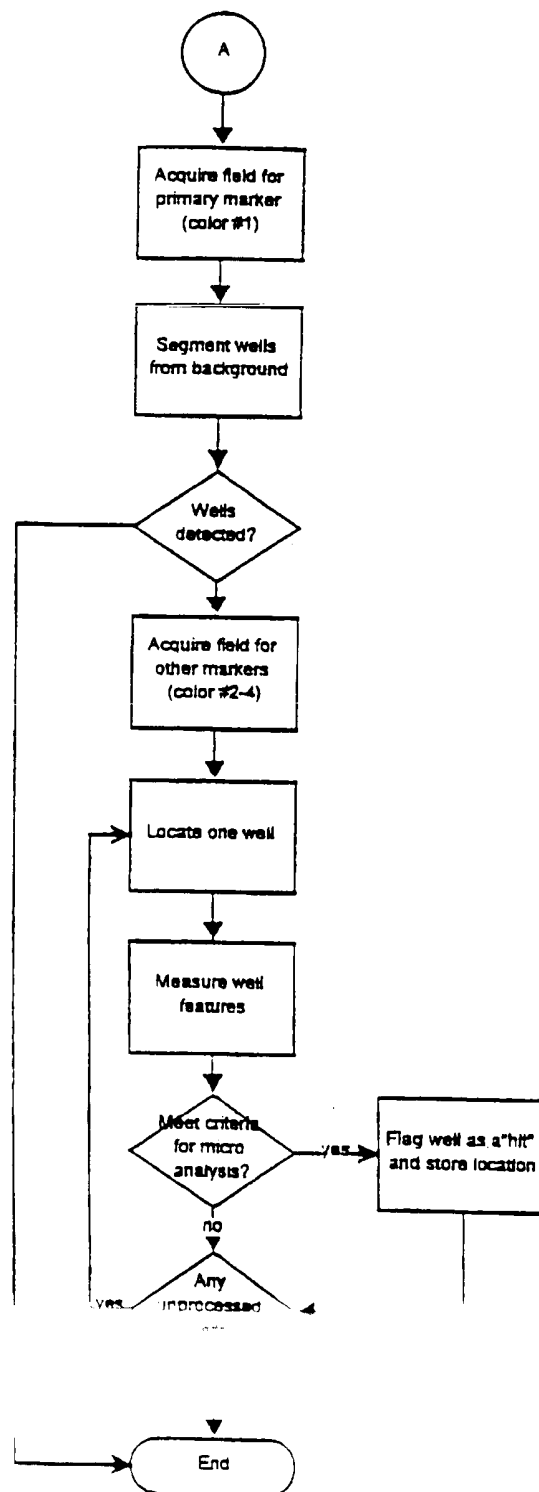 A
Acquire field for
primary marker
(color #1)
Segment wells
from background
Wells
detected?
Acquire field for
other markers
(color #2-4)
Locate one well
Measure well
features
Meet criteria
for micro
analysis?
yes
Flag well as a "hit"
and store location
no
Any
unprocessed
yes
End